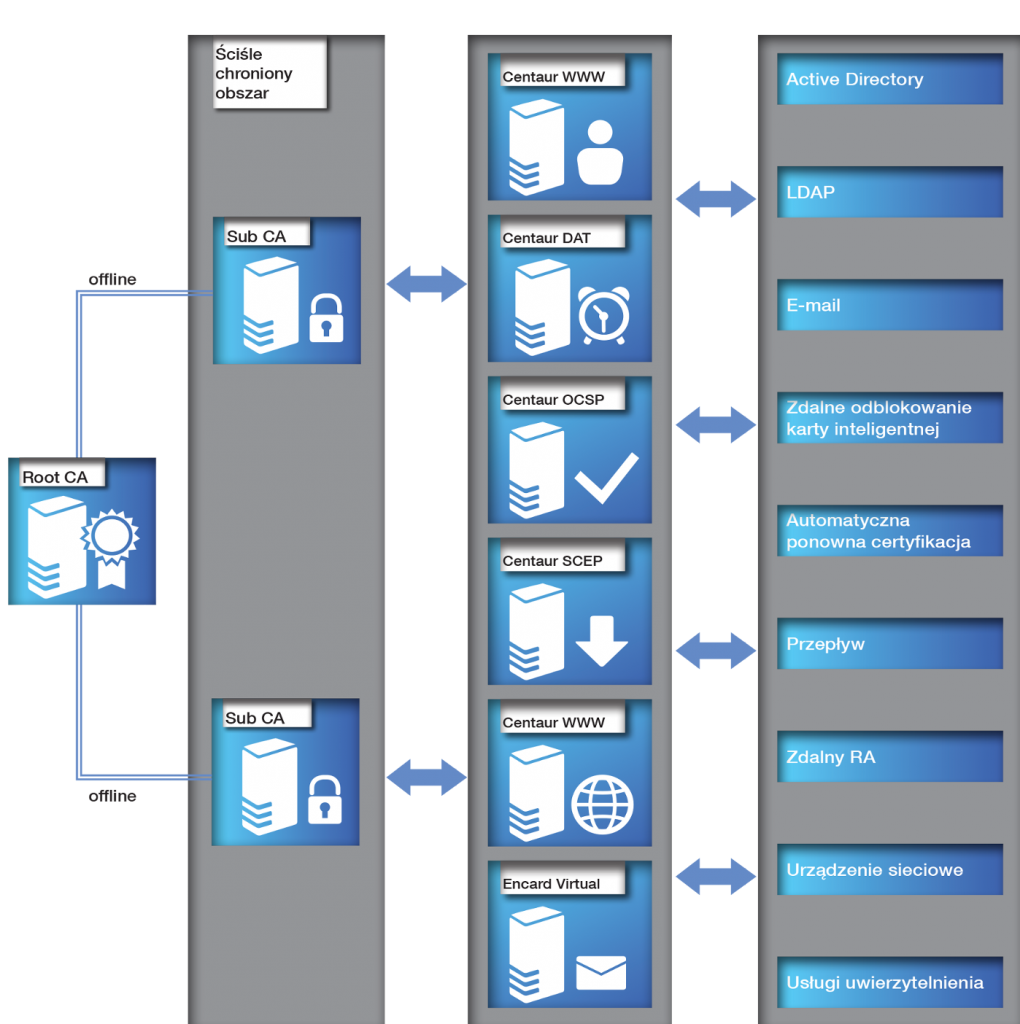 Ściśle
chroniony
obszar
offline
Sub CA
Root CA
Sub CA
offline
Centaur WWW
Centaur DAT
Centaur OCSP
Centaur SCEP
Centaur WWW
Encard Virtual
Active Directory
LDAP
E-mail
Zdalne odblokowanie
karty inteligentnej
Automatyczna
ponowna certyfikacja
Przepływ
Zdalny RA
Urządzenie sieciowe
Usługi uwierzytelnienia